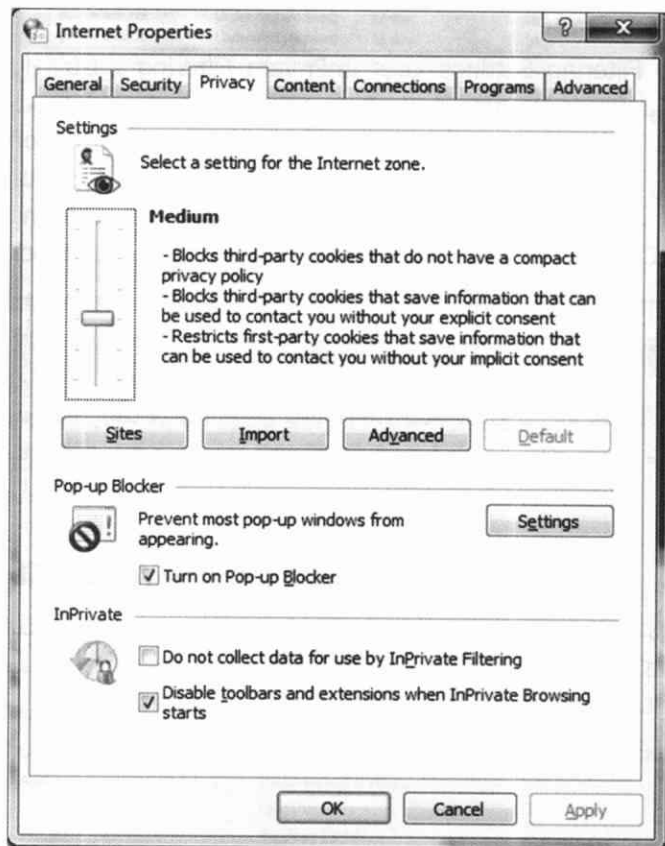 Internet Properties
? X
General Security Privacy Content Connections Programs Advanced
Settings
Select a setting for the Internet zone.
Medium
- Blocks third-party cookies that do not have a compact
privacy policy
- Blocks third-party cookies that save information that can
be used to contact you without your explicit consent
- Restricts first-party cookies that save information that
can be used to contact you without your implicit consent
Sites Import Advanced Default
Pop-up Blocker
Prevent most pop-up windows from
appearing.
Settings
Turn on Pop-up Blocker
InPrivate
Do not collect data for use by InPrivate Filtering
Disable toolbars and extensions when InPrivate Browsing
starts
OK Cancel Apply